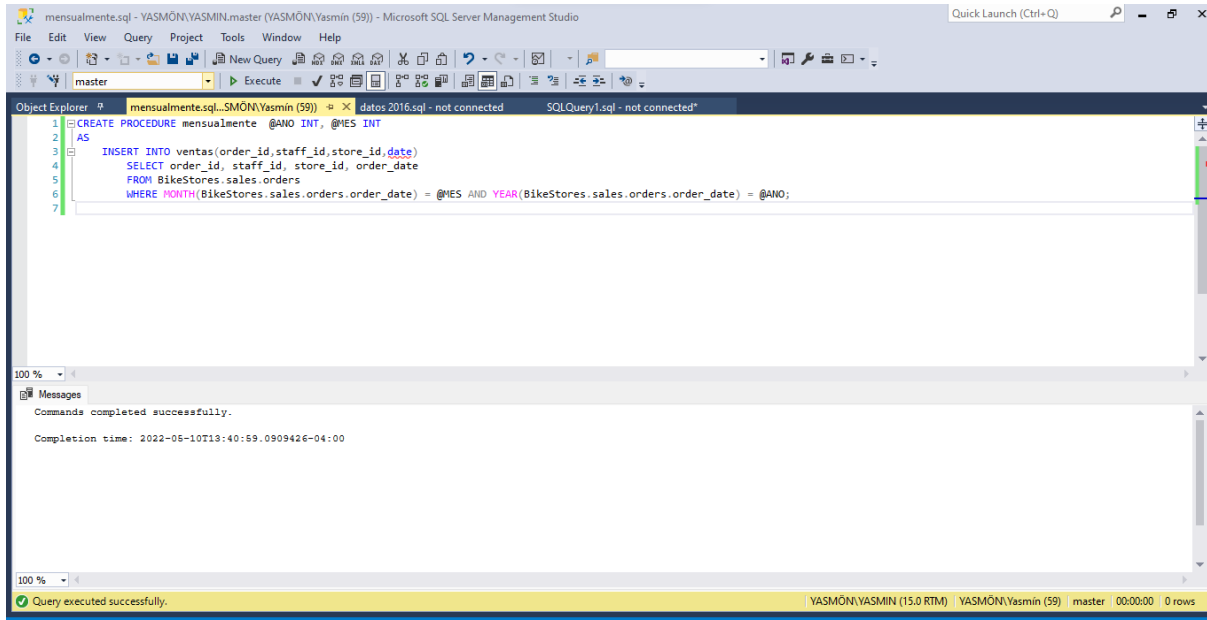 mensualmente.sql - YASMÖN\YASMIN.master (YASMÖN\Yasmín (59)) - Microsoft SQL Server Management Studio
Quick Launch (Ctrl+Q)
File Edit View Query Project Tools Window Help
New Query
master Execute
Object Explorer mensualmente.sql...SMÖN\Yasmín (59)) datos 2016.sql - not connected SQLQuery1.sql - not connected*
1 CREATE PROCEDURE mensualmente @ANO INT, @MES INT
2 AS
3 INSERT INTO ventas(order_id,staff_id,store_id,date)
4 SELECT order_id, staff_id, store_id, order_date
5 FROM BikeStores.sales.orders
6 WHERE MONTH(BikeStores.sales.orders.order_date) = @MES AND YEAR(BikeStores.sales.orders.order_date) = @ANO;
7
100 %
Messages
Commands completed successfully.
Completion time: 2022-05-10T13:40:59.0909426-04:00
100 %
Query executed successfully. YASMÖN\YASMIN (15.0 RTM) YASMÖN\Yasmín (59) master 00:00:00 0 rows